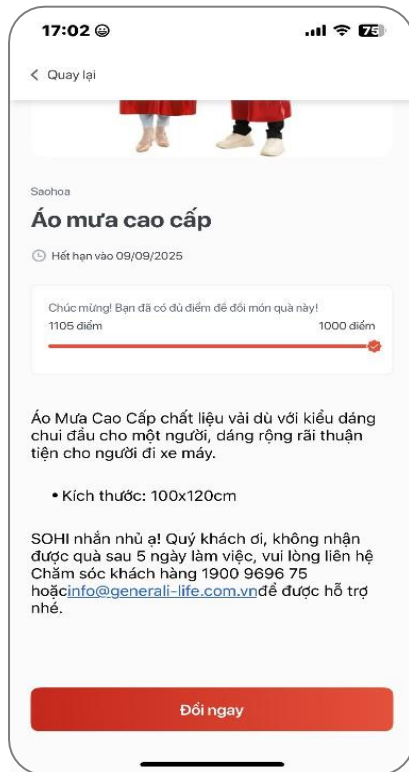 17:02
75
Quay lại
Saohoa
Áo mưa cao cấp
Hết hạn vào 09/09/2025
Chúc mừng! Bạn đã có đủ điểm để đổi món quà này!
1105 điểm 1000 điểm
Áo Mưa Cao Cấp chất liệu vải dù với kiểu dáng
chui đầu cho một người, dáng rộng rãi thuận
tiện cho người đi xe máy.
• Kích thước: 100x120cm
SOHI nhắn nhủ ạ! Quý khách ơi, không nhận
được quà sau 5 ngày làm việc, vui lòng liên hệ
Chăm sóc khách hàng 1900 9696 75
hoặcinfo@generali-life.com.vnđể được hỗ trợ
nhé.
Đổi ngay